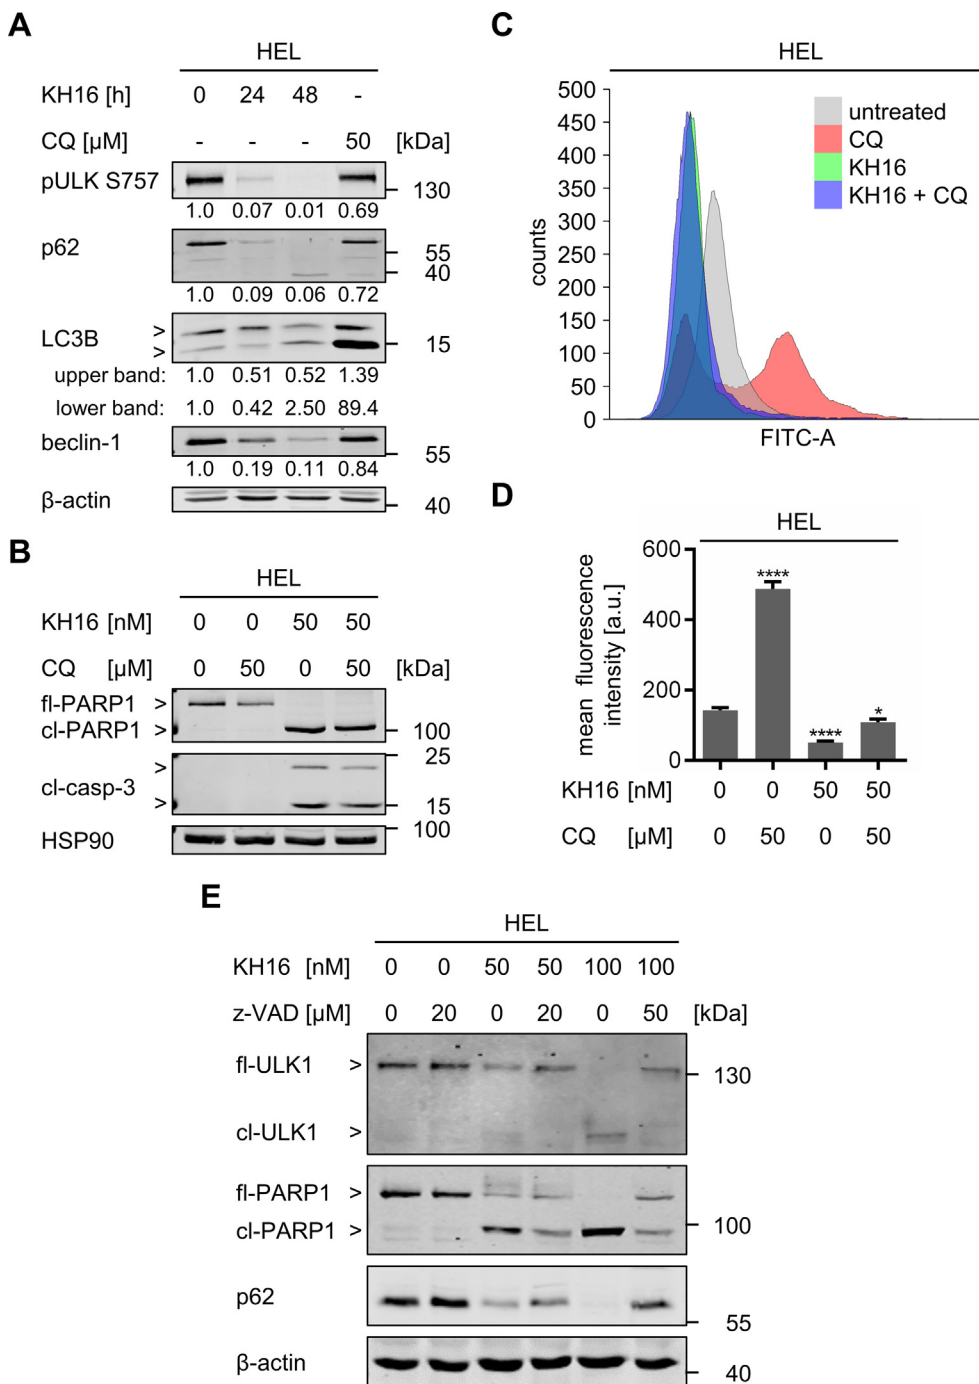 A
HEL
KH16 [h] 0 24 48 -
CQ [µM] - - - 50 [kDa]
pULK S757 130
1.0 0.07 0.01 0.69
p62 55
40
1.0 0.09 0.06 0.72
LC3B > > 15
upper band: 1.0 0.51 0.52 1.39
lower band: 1.0 0.42 2.50 89.4
beclin-1 55
1.0 0.19 0.11 0.84
β-actin 40
B
HEL
KH16 [nM] 0 0 50 50
CQ [µM] 0 50 0 50 [kDa]
fl-PARP1 >
cl-PARP1 > 100
25
cl-casp-3 > > 15
100
HSP90
C
HEL
500
450
400
350
300
250
200
150
100
50
0
counts
FITC-A
untreated
CQ
KH16
KH16 + CQ
D
HEL
mean fluorescence
intensity [a.u.]
600
400
200
0
****
****
*
KH16 [nM] 0 0 50 50
CQ [µM] 0 50 0 50
E
HEL
KH16 [nM] 0 0 50 50 100 100
z-VAD [µM] 0 20 0 20 0 50 [kDa]
fl-ULK1 > 130
cl-ULK1 >
fl-PARP1 >
cl-PARP1 > 100
p62 55
β-actin 40